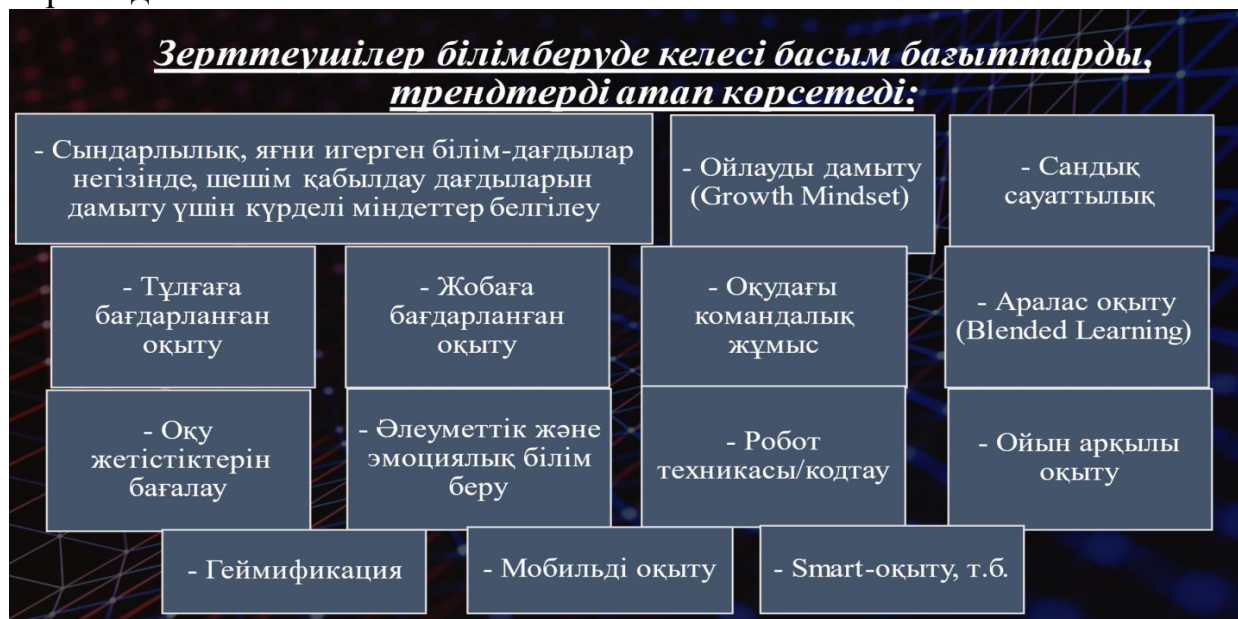 Зерттеушілер білімберуде келесі басым бағыттарды,
трендтерді атап көрсетеді:
- Сындарлылық, яғни игерген білім-дағдылар
негізінде, шешім қабылдау дағдыларын
дамыту үшін күрделі міндеттер белгілеу
- Ойлауды дамыту
(Growth Mindset)
- Сандық
сауаттылық
- Тұлғаға
бағдарланған
оқыту
- Жобаға
бағдарланған
оқыту
- Оқудағы
командалық
жұмыс
- Аралас оқыту
(Blended Learning)
- Оқу
жетістіктерін
бағалау
- Әлеуметтік және
эмоциялық білім
беру
- Робот
техникасы/кодтау
- Ойын арқылы
оқыту
- Геймификация
- Мобильді оқыту
- Smart-оқыту, т.б.